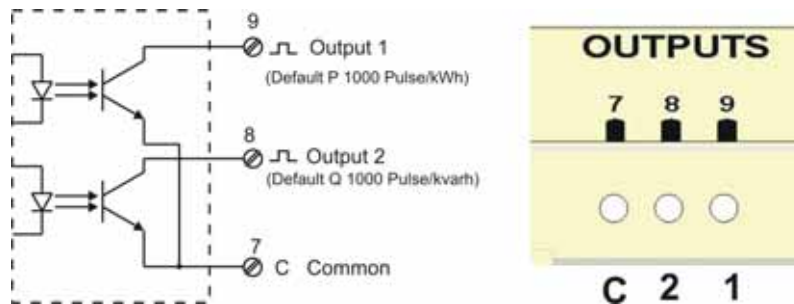 9
Output 1
(Default P 1000 Pulse/kWh)
8
Output 2
(Default Q 1000 Pulse/kvarh)
7
C Common
OUTPUTS
7 8 9
C 2 1